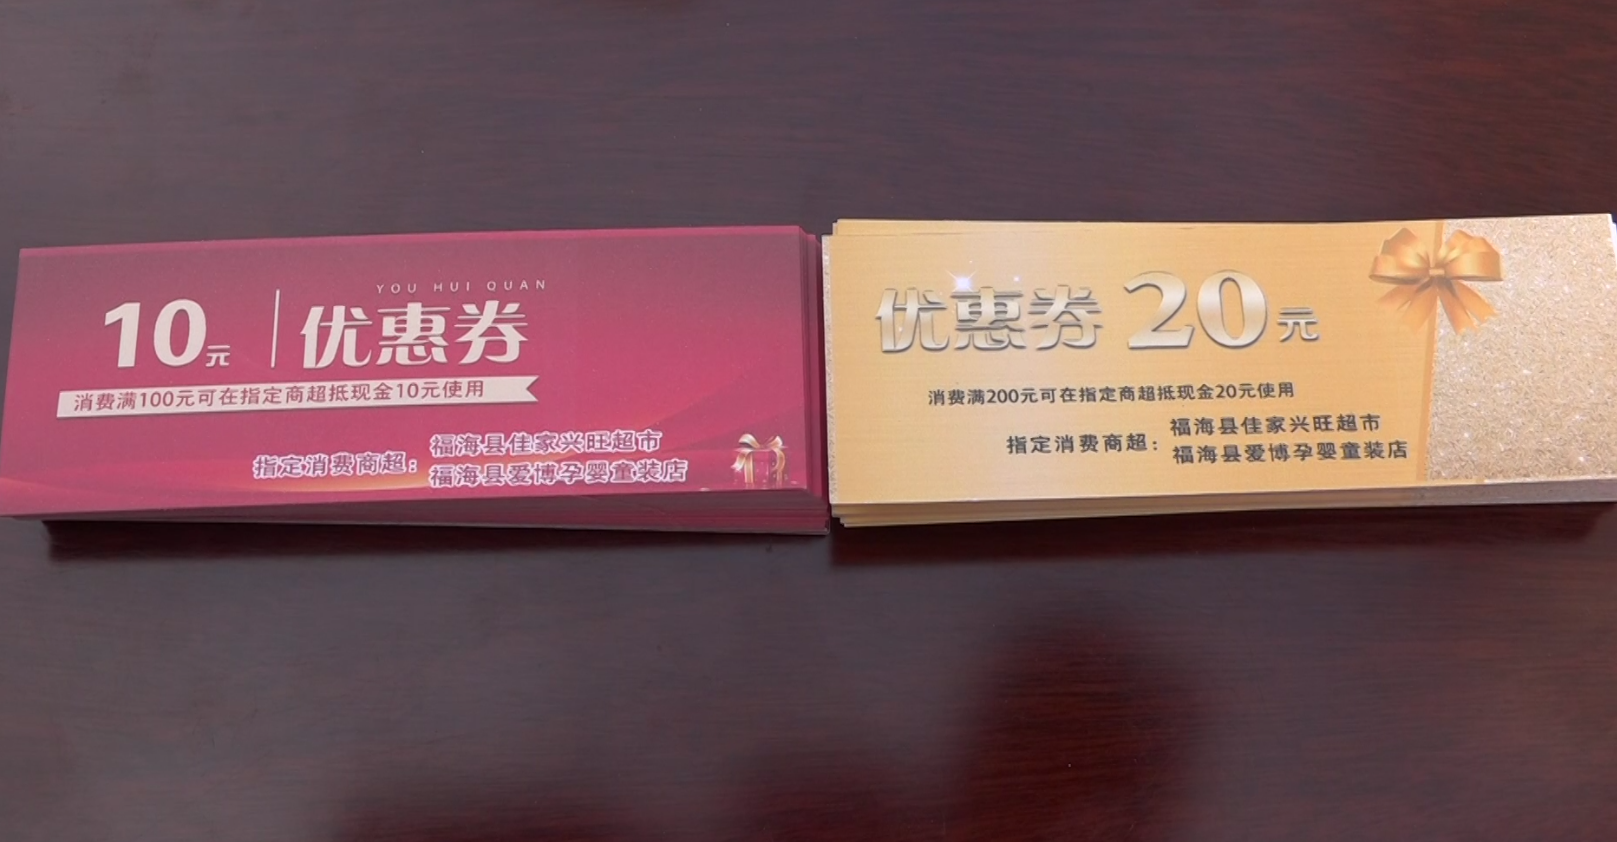 YOU HUI QUAN
10元 优惠券
消费满100元可在指定商超抵现金10元使用
指定消费商超：
福海县佳家兴旺超市
福海县爱博孕婴童装店
优惠券 20元
消费满200元可在指定商超抵现金20元使用
指定消费商超：
福海县佳家兴旺超市
福海县爱博孕婴童装店